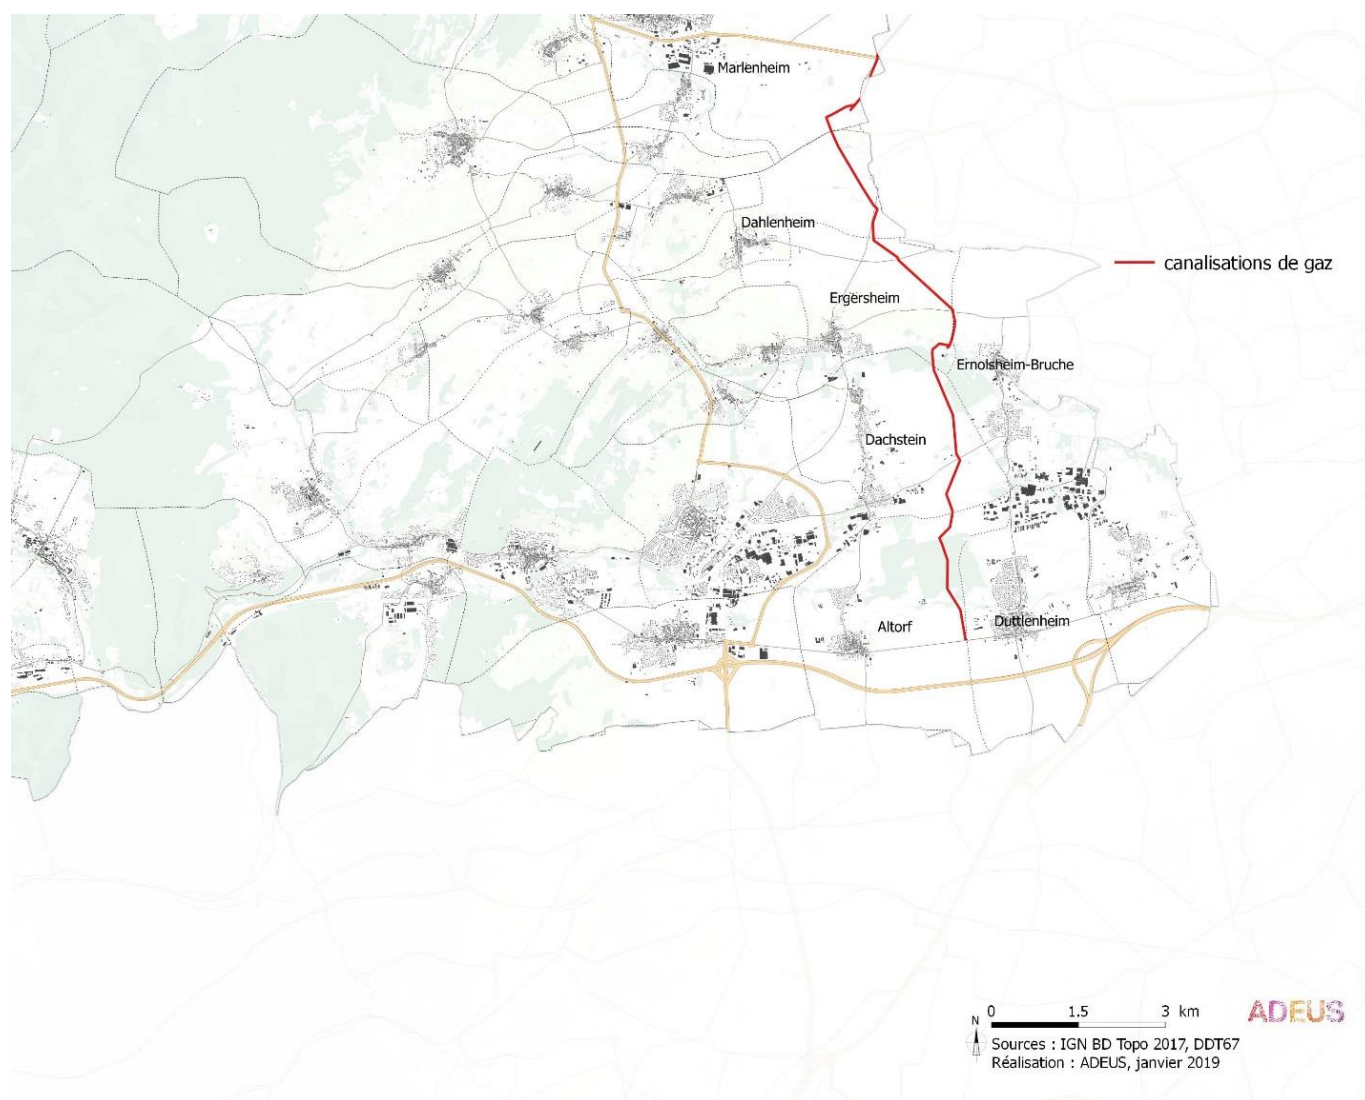 Marlenheim
Dahlenheim
canalisations de gaz
Ergersheim
Ernolsheim-Bruche
Dachstein
Altorf
Duttlenheim
0 1.5 3 km
ADEUS
N
Sources : IGN BD Topo 2017, DDT67
Réalisation : ADEUS, janvier 2019